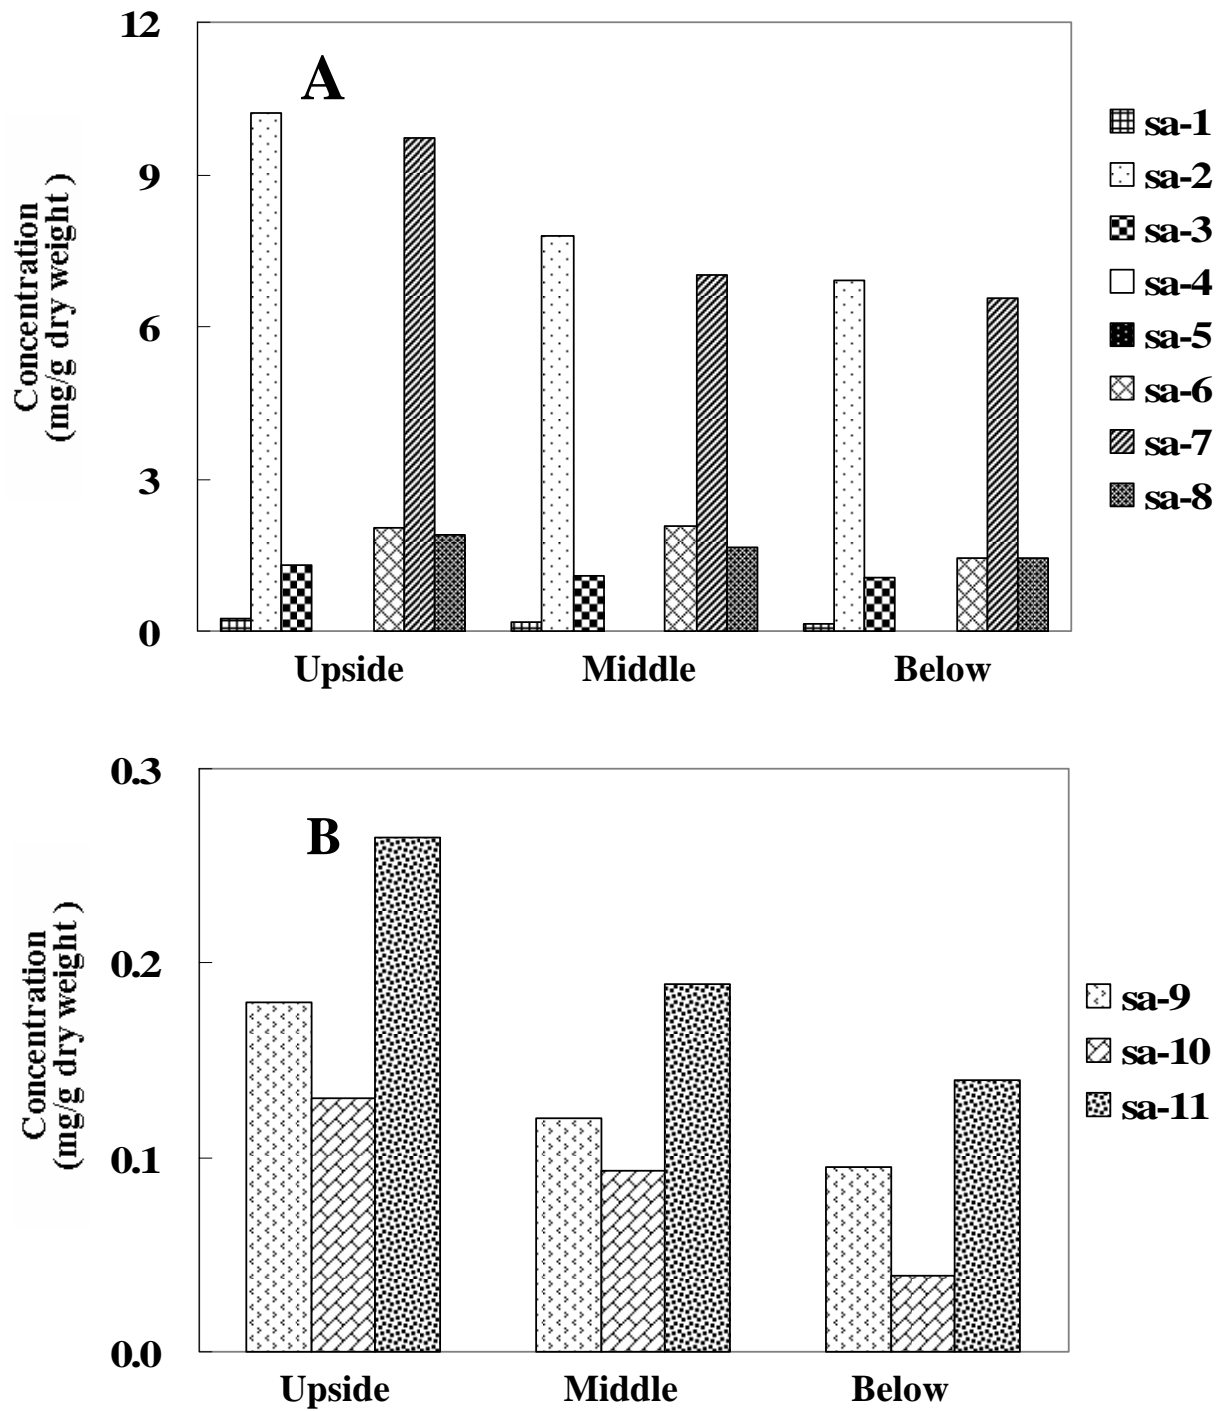 A
12
9
6
3
0
Concentration
(mg/g dry weight )
Upside Middle Below
sa-1
sa-2
sa-3
sa-4
sa-5
sa-6
sa-7
sa-8
B
0.3
0.2
0.1
0.0
Concentration
(mg/g dry weight )
Upside Middle Below
sa-9
sa-10
sa-11